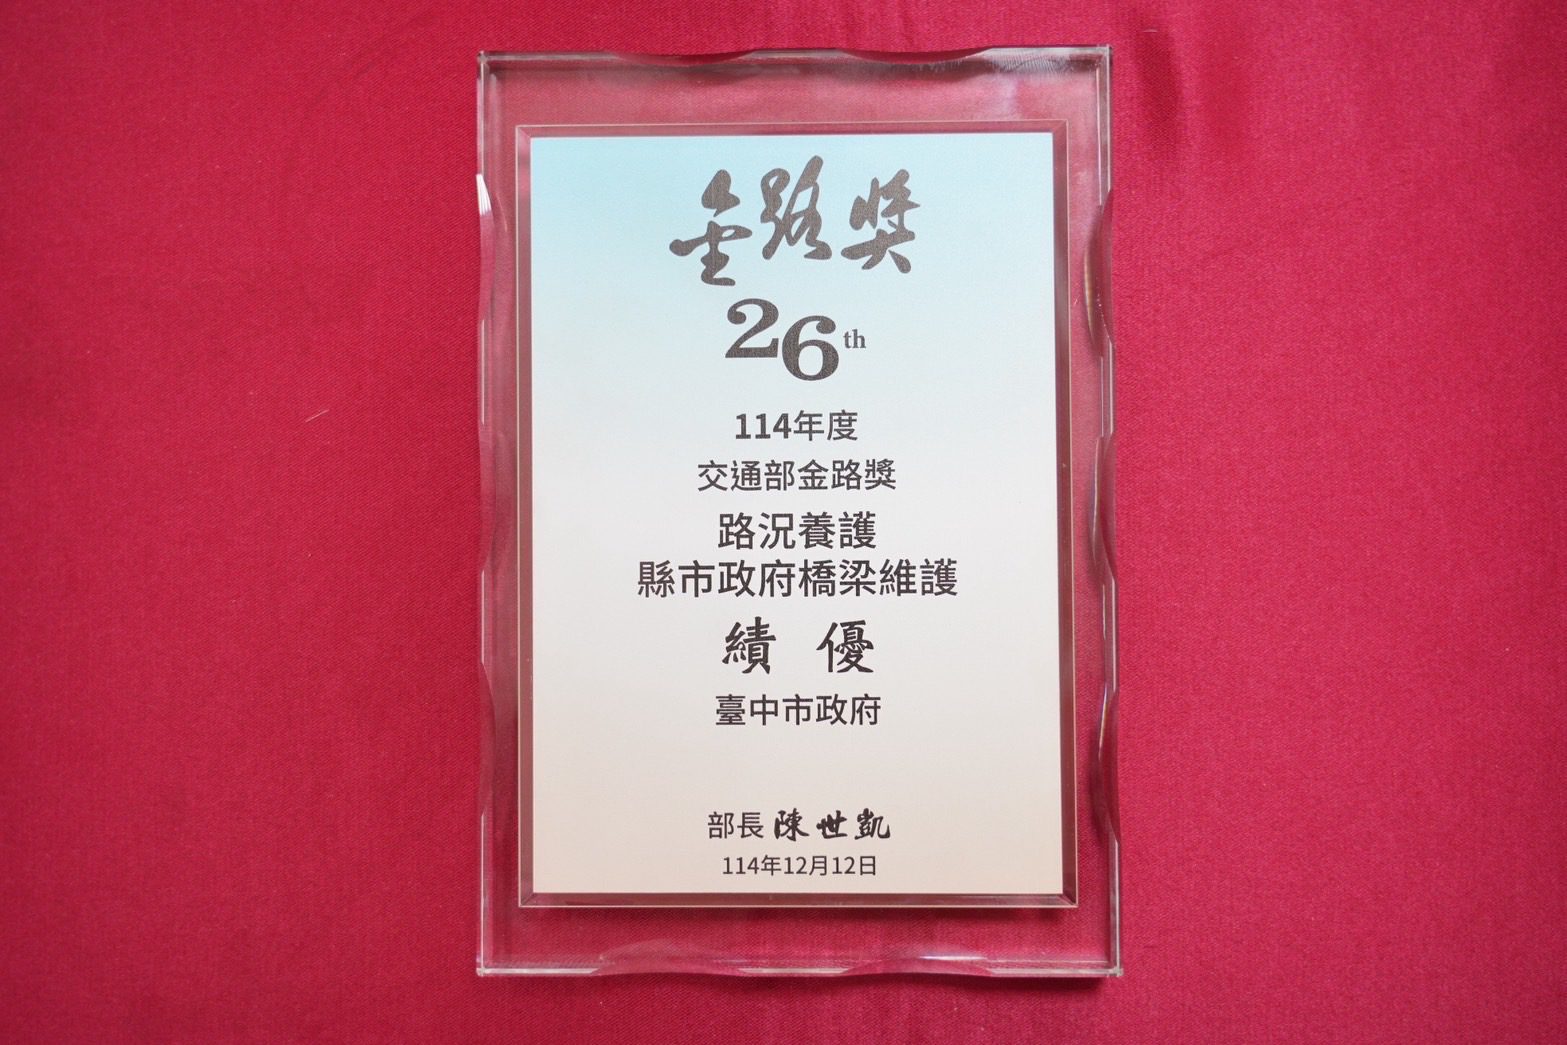 金路獎
26th
114年度
交通部金路獎
路況養護
縣市政府橋梁維護
績 優
臺中市政府
部長 陳世凱
114年12月12日